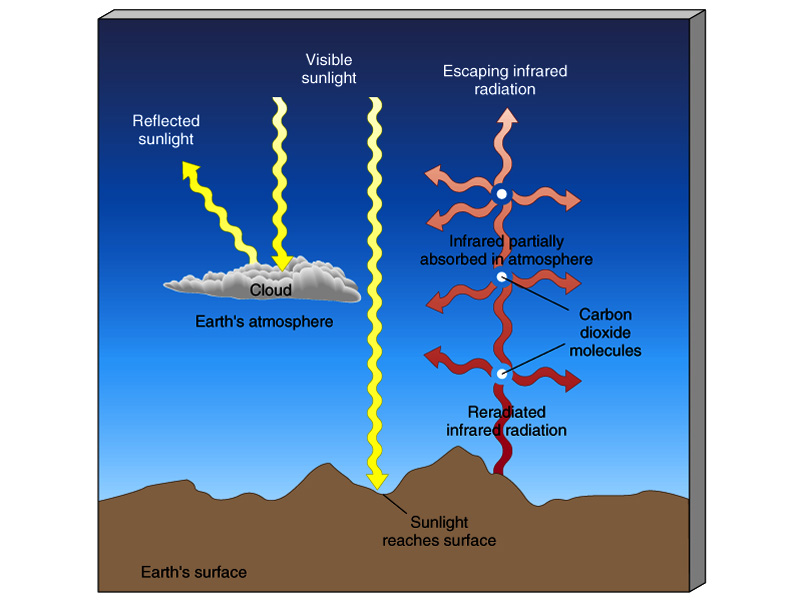 Visible
sunlight
Escaping infrared
radiation
Reflected
sunlight
Infrared partially
absorbed in atmosphere
Cloud
Earth's atmosphere
Carbon
dioxide
molecules
Reradiated
infrared radiation
Sunlight
reaches surface
Earth's surface